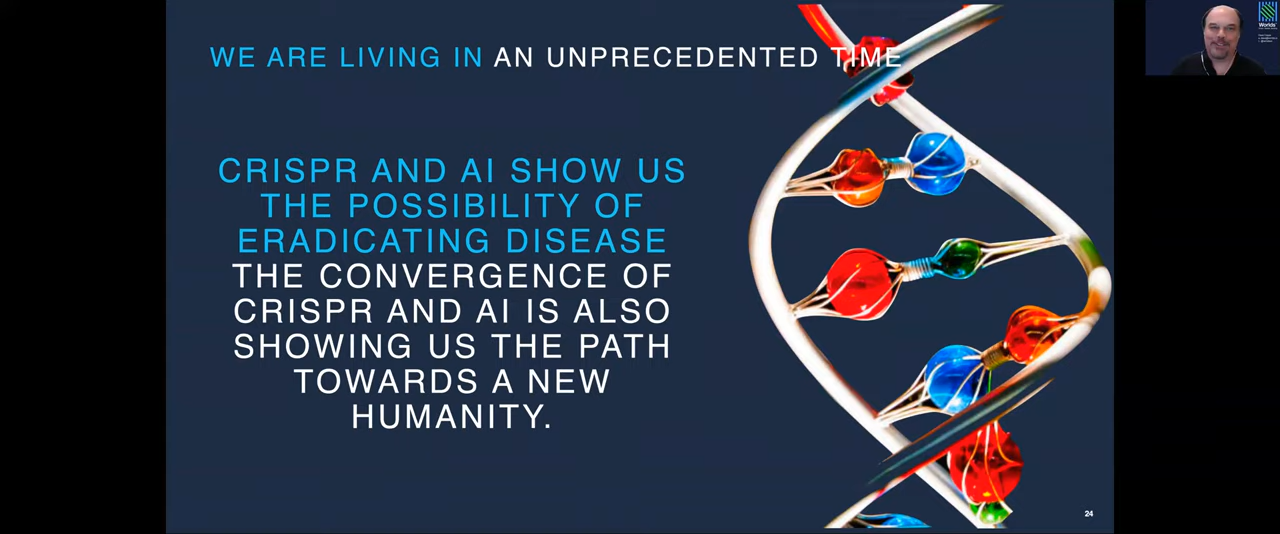 WE ARE LIVING IN AN UNPRECEDENTED TIME
CRISPR AND AI SHOW US
THE POSSIBILITY OF
ERADICATING DISEASE
THE CONVERGENCE OF
CRISPR AND AI IS ALSO
SHOWING US THE PATH
TOWARDS A NEW
HUMANITY.
24
Worlds